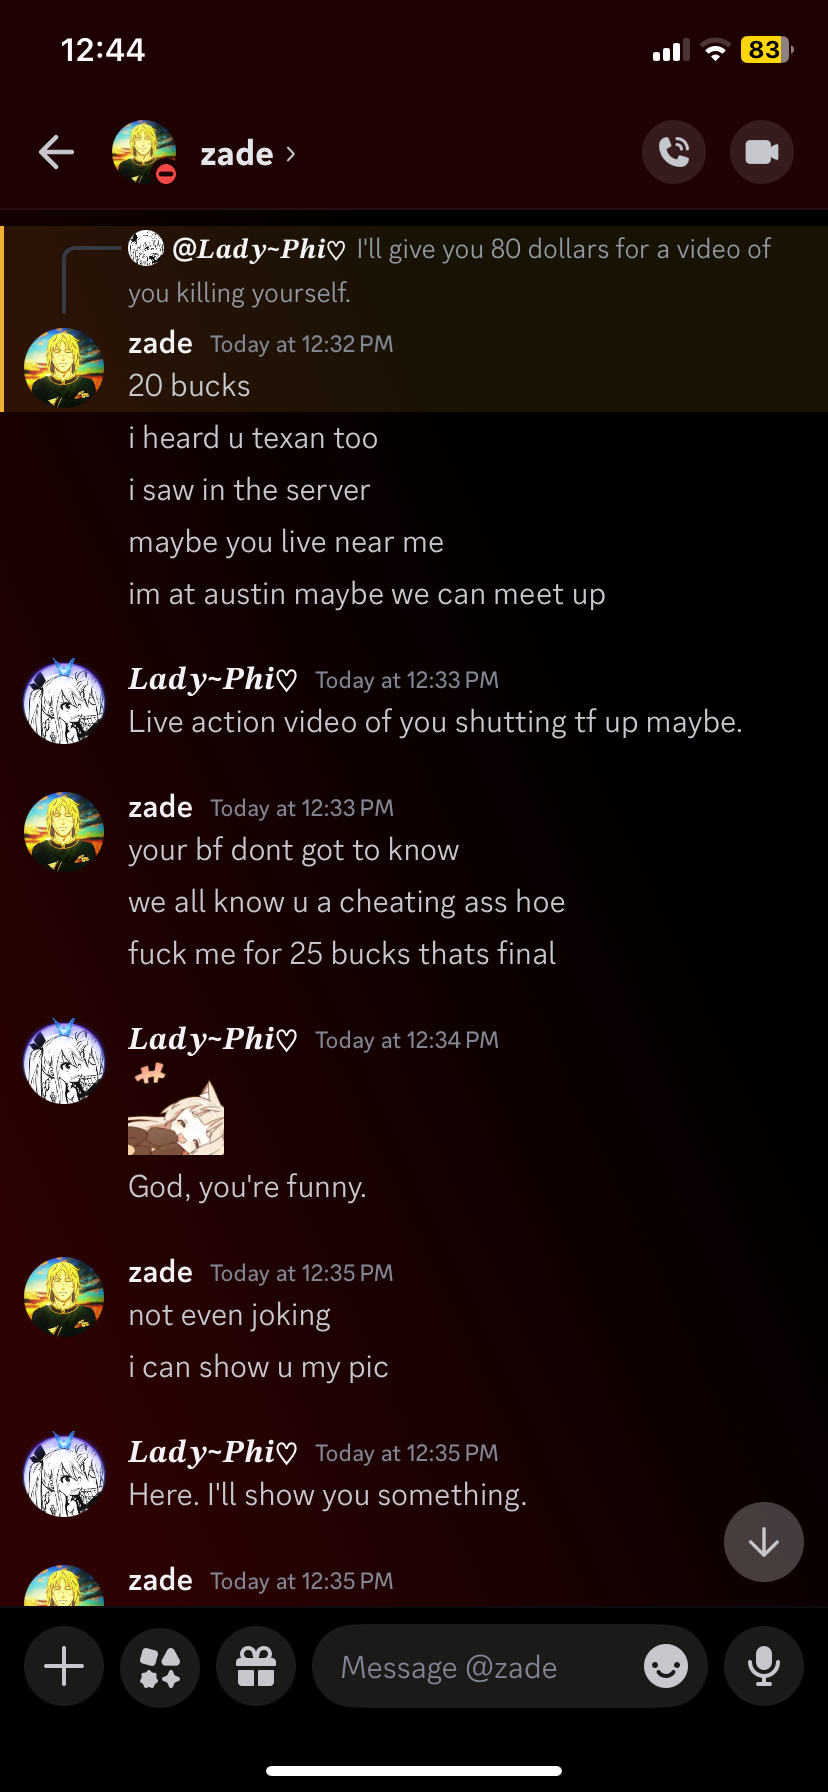 12:44
83
zade
@Lady~Phi♡ I'll give you 80 dollars for a video of
you killing yourself.
zade Today at 12:32 PM
20 bucks
i heard u texan too
i saw in the server
maybe you live near me
im at austin maybe we can meet up
Lady~Phi♡ Today at 12:33 PM
Live action video of you shutting tf up maybe.
zade Today at 12:33 PM
your bf dont got to know
we all know u a cheating ass hoe
fuck me for 25 bucks thats final
Lady~Phi♡ Today at 12:34 PM
God, you're funny.
zade Today at 12:35 PM
not even joking
i can show u my pic
Lady~Phi♡ Today at 12:35 PM
Here. I'll show you something.
zade Today at 12:35 PM
Message @zade